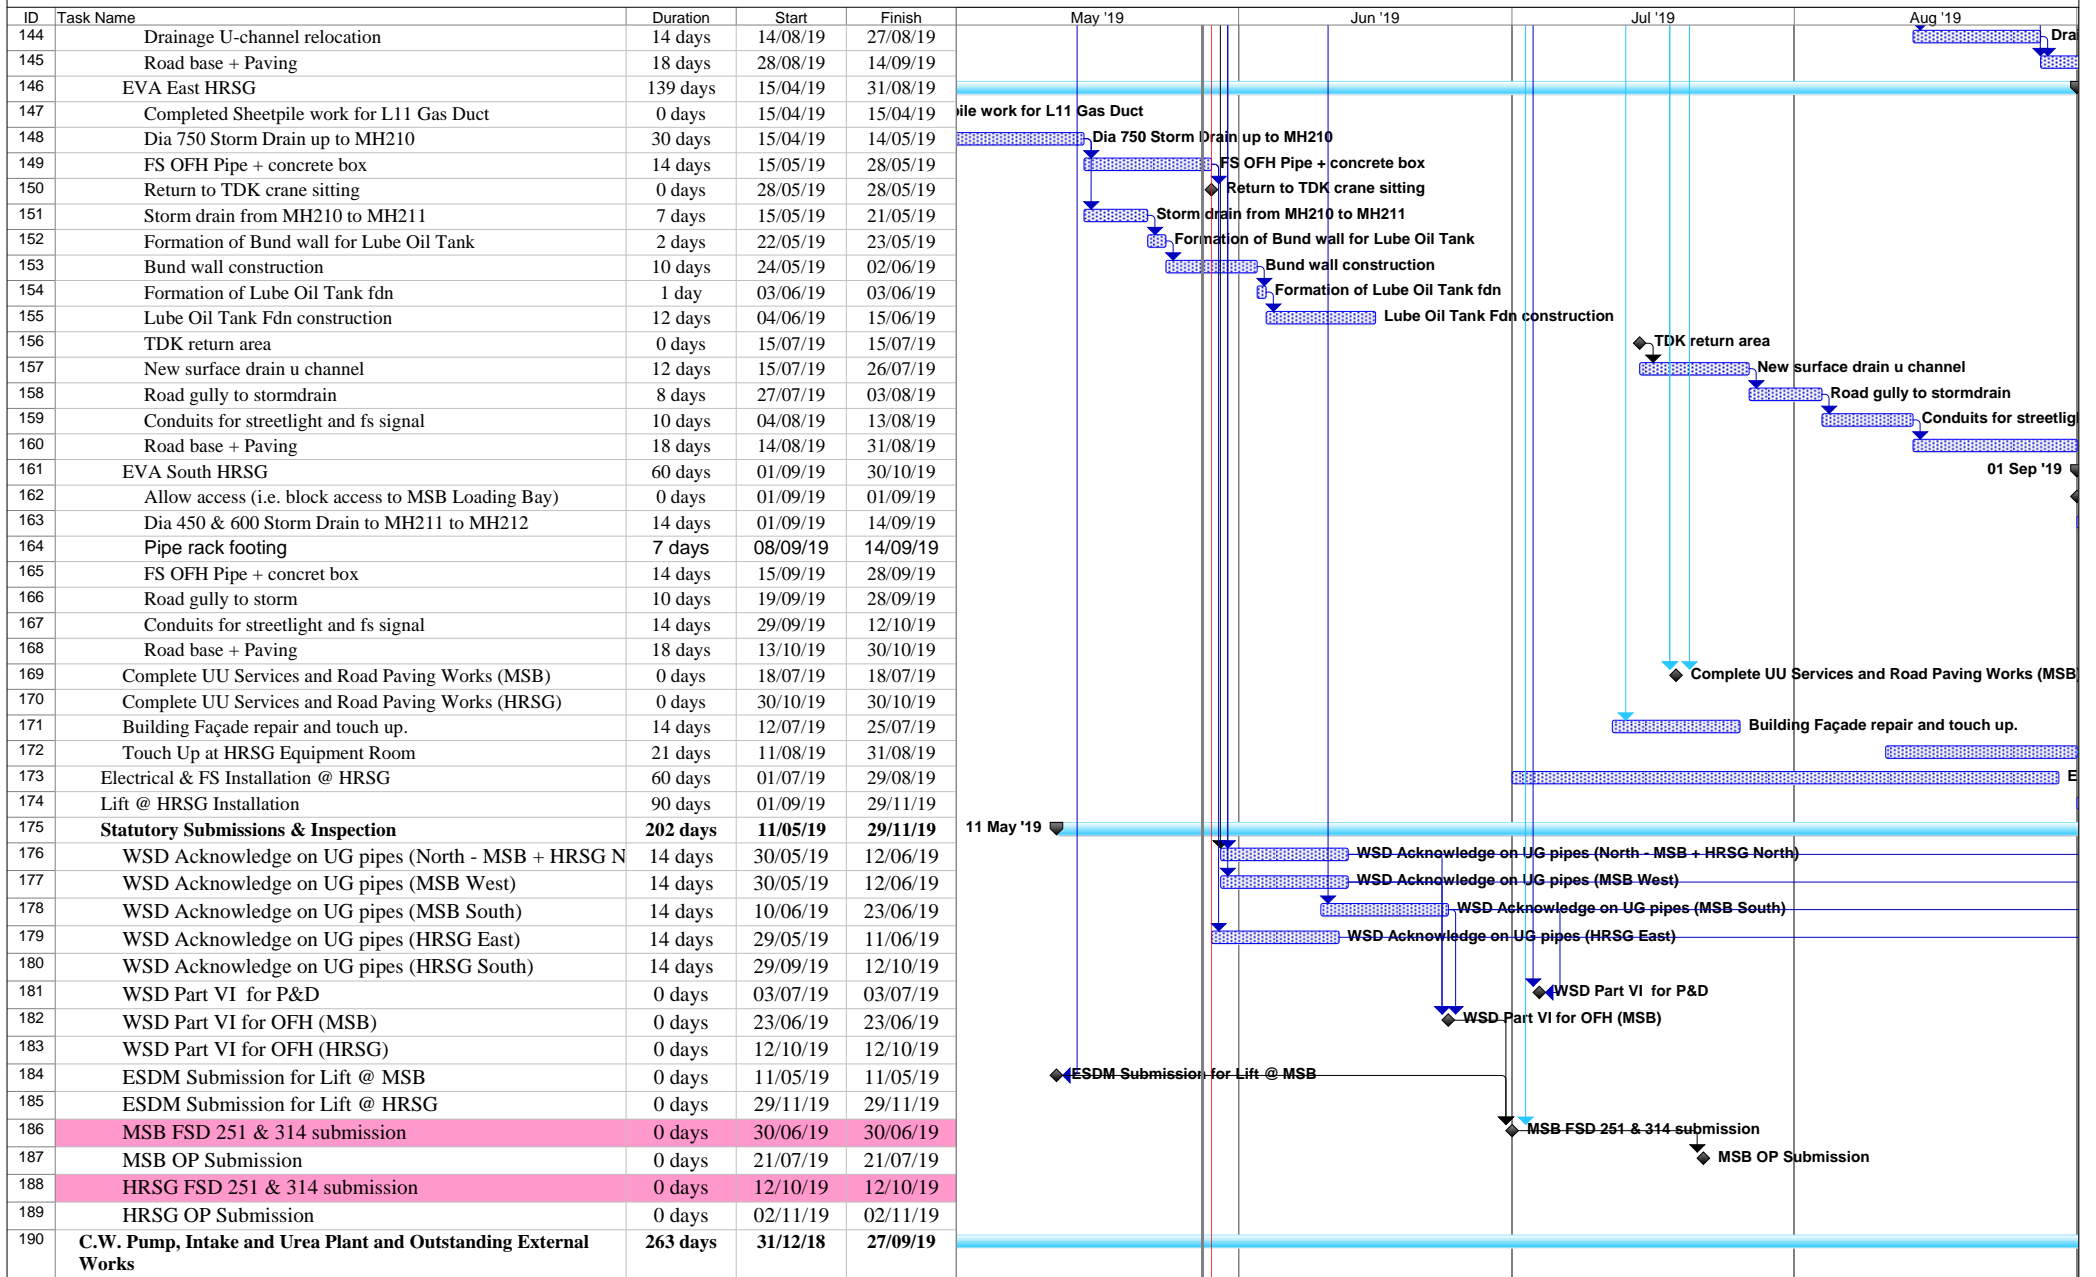 ID Task Name Duration Start Finish May '19 Jun '19 Jul '19 Aug '19
144 Drainage U-channel relocation 14 days 14/08/19 27/08/19 Drai
145 Road base + Paving 18 days 28/08/19 14/09/19
146 EVA East HRSG 139 days 15/04/19 31/08/19
147 Completed Sheetpile work for L11 Gas Duct 0 days 15/04/19 15/04/19 pile work for L11 Gas Duct
148 Dia 750 Storm Drain up to MH210 30 days 15/04/19 14/05/19 Dia 750 Storm Drain up to MH210
149 FS OFH Pipe + concrete box 14 days 15/05/19 28/05/19 FS OFH Pipe + concrete box
150 Return to TDK crane sitting 0 days 28/05/19 28/05/19 Return to TDK crane sitting
151 Storm drain from MH210 to MH211 7 days 15/05/19 21/05/19 Storm drain from MH210 to MH211
152 Formation of Bund wall for Lube Oil Tank 2 days 22/05/19 23/05/19 Formation of Bund wall for Lube Oil Tank
153 Bund wall construction 10 days 24/05/19 02/06/19 Bund wall construction
154 Formation of Lube Oil Tank fdn 1 day 03/06/19 03/06/19 Formation of Lube Oil Tank fdn
155 Lube Oil Tank Fdn construction 12 days 04/06/19 15/06/19 Lube Oil Tank Fdn construction
156 TDK return area 0 days 15/07/19 15/07/19 TDK return area
157 New surface drain u channel 12 days 15/07/19 26/07/19 New surface drain u channel
158 Road gully to stormdrain 8 days 27/07/19 03/08/19 Road gully to stormdrain
159 Conduits for streetlight and fs signal 10 days 04/08/19 13/08/19 Conduits for streetlig
160 Road base + Paving 18 days 14/08/19 31/08/19
161 EVA South HRSG 60 days 01/09/19 30/10/19 01 Sep '19
162 Allow access (i.e. block access to MSB Loading Bay) 0 days 01/09/19 01/09/19
163 Dia 450 & 600 Storm Drain to MH211 to MH212 14 days 01/09/19 14/09/19
164 Pipe rack footing 7 days 08/09/19 14/09/19
165 FS OFH Pipe + concret box 14 days 15/09/19 28/09/19
166 Road gully to storm 10 days 19/09/19 28/09/19
167 Conduits for streetlight and fs signal 14 days 29/09/19 12/10/19
168 Road base + Paving 18 days 13/10/19 30/10/19
169 Complete UU Services and Road Paving Works (MSB) 0 days 18/07/19 18/07/19 Complete UU Services and Road Paving Works (MSB
170 Complete UU Services and Road Paving Works (HRSG) 0 days 30/10/19 30/10/19
171 Building Façade repair and touch up. 14 days 12/07/19 25/07/19 Building Façade repair and touch up.
172 Touch Up at HRSG Equipment Room 21 days 11/08/19 31/08/19
173 Electrical & FS Installation @ HRSG 60 days 01/07/19 29/08/19 E
174 Lift @ HRSG Installation 90 days 01/09/19 29/11/19
175 Statutory Submissions & Inspection 202 days 11/05/19 29/11/19 11 May '19
176 WSD Acknowledge on UG pipes (North - MSB + HRSG N 14 days 30/05/19 12/06/19 WSD Acknowledge on UG pipes (North - MSB + HRSG North)
177 WSD Acknowledge on UG pipes (MSB West) 14 days 30/05/19 12/06/19 WSD Acknowledge on UG pipes (MSB West)
178 WSD Acknowledge on UG pipes (MSB South) 14 days 10/06/19 23/06/19 WSD Acknowledge on UG pipes (MSB South)
179 WSD Acknowledge on UG pipes (HRSG East) 14 days 29/05/19 11/06/19 WSD Acknowledge on UG pipes (HRSG East)
180 WSD Acknowledge on UG pipes (HRSG South) 14 days 29/09/19 12/10/19
181 WSD Part VI for P&D 0 days 03/07/19 03/07/19 WSD Part VI for P&D
182 WSD Part VI for OFH (MSB) 0 days 23/06/19 23/06/19 WSD Part VI for OFH (MSB)
183 WSD Part VI for OFH (HRSG) 0 days 12/10/19 12/10/19
184 ESDM Submission for Lift @ MSB 0 days 11/05/19 11/05/19 ESDM Submission for Lift @ MSB
185 ESDM Submission for Lift @ HRSG 0 days 29/11/19 29/11/19
186 MSB FSD 251 & 314 submission 0 days 30/06/19 30/06/19 MSB FSD 251 & 314 submission
187 MSB OP Submission 0 days 21/07/19 21/07/19 MSB OP Submission
188 HRSG FSD 251 & 314 submission 0 days 12/10/19 12/10/19
189 HRSG OP Submission 0 days 02/11/19 02/11/19
190 C.W. Pump, Intake and Urea Plant and Outstanding External 263 days 31/12/18 27/09/19
Works